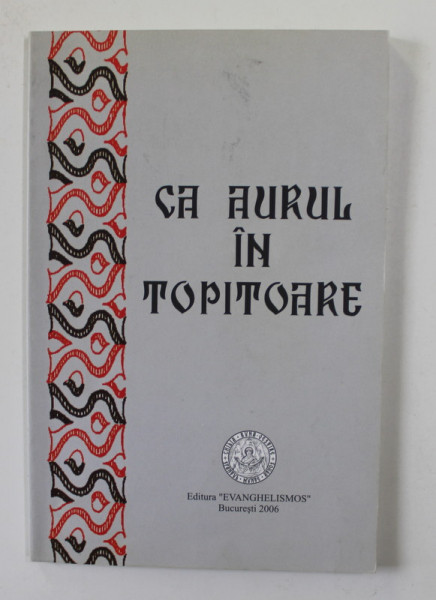 CA AURUL
ÎN
TOPITOARE
Editura "EVANGHELISMOS"
București 2006